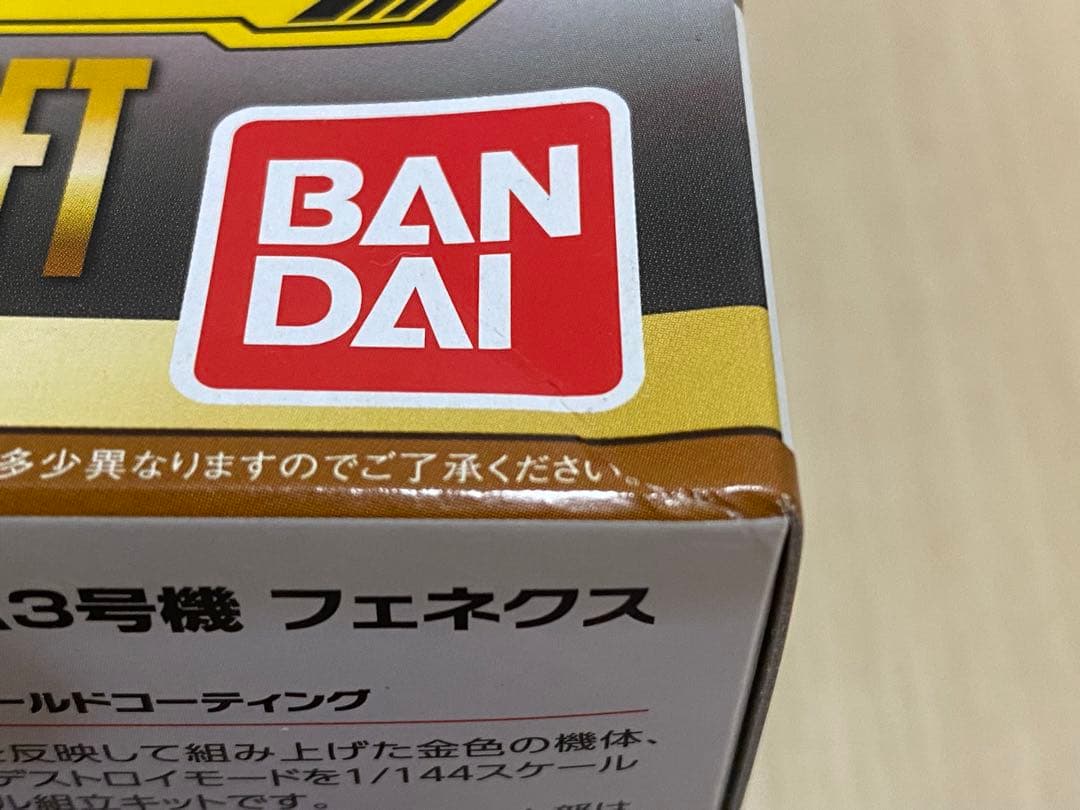 FT
BAN
DAI
多少異なりますのでご了承ください。
3号機 フェネクス
ールドコーティング
反映して組み上げた金色の機体、
デストロイモードを1/144スケール
ル組立キットです。
部は